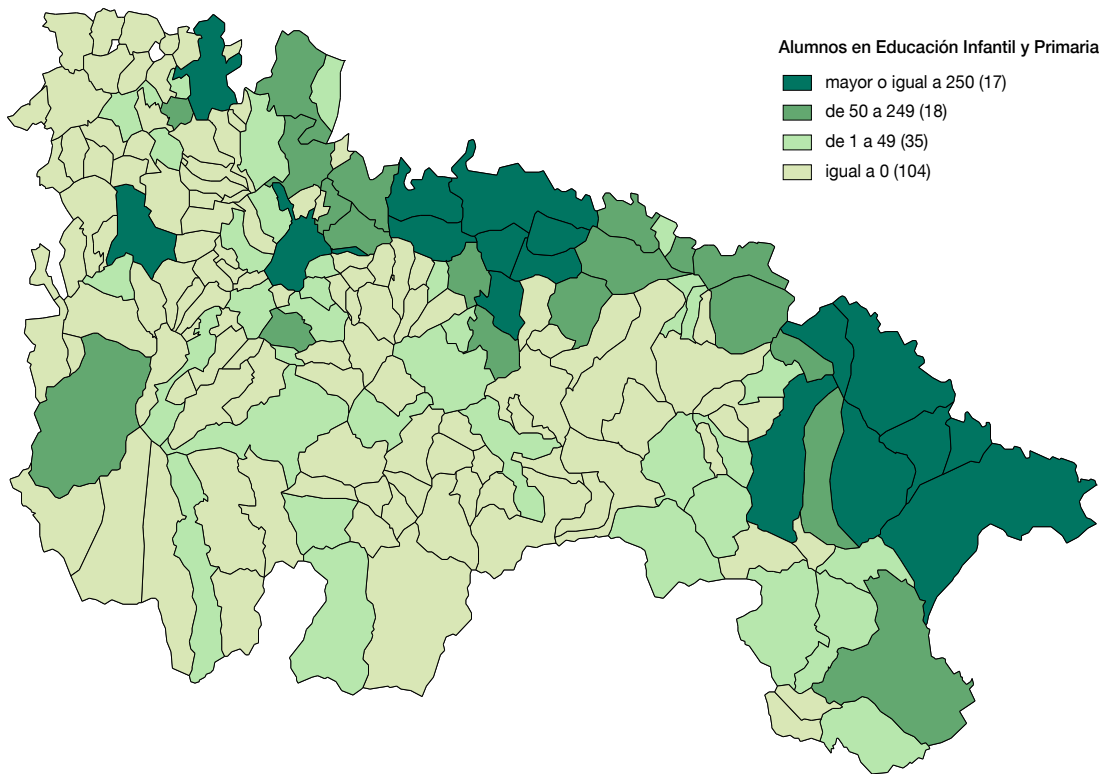 Alumnos en Educación Infantil y Primaria
mayor o igual a 250 (17)
de 50 a 249 (18)
de 1 a 49 (35)
igual a 0 (104)